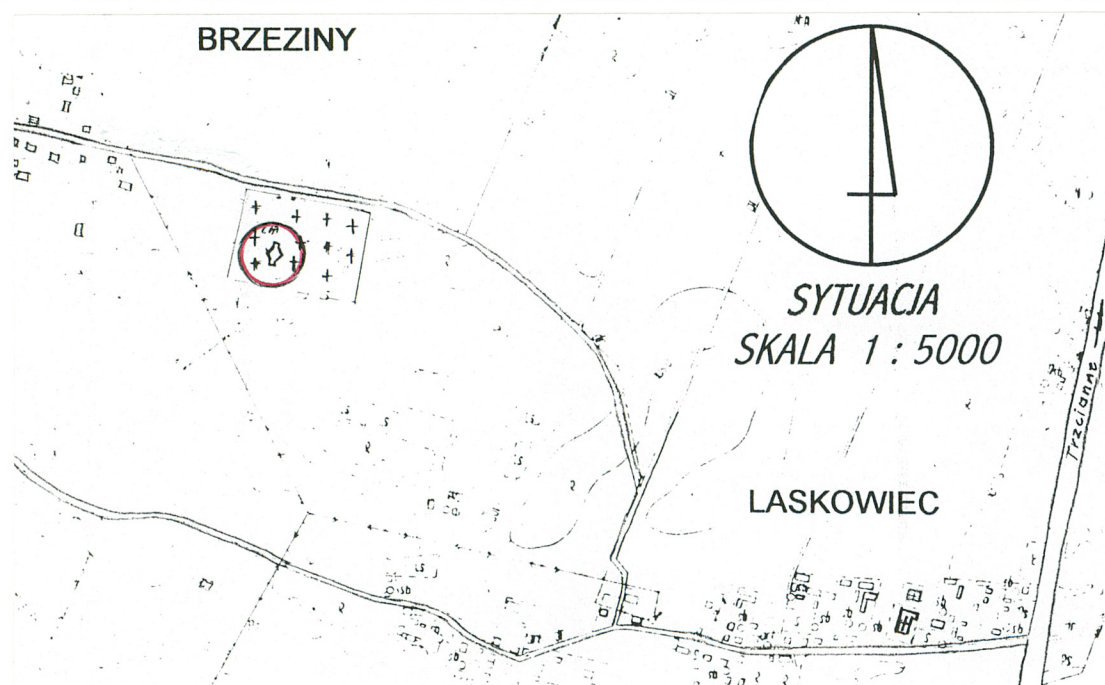 BRZEZINY
SYTUACJA
SKALA 1 : 5000
Trzcianne
LASKOWIEC